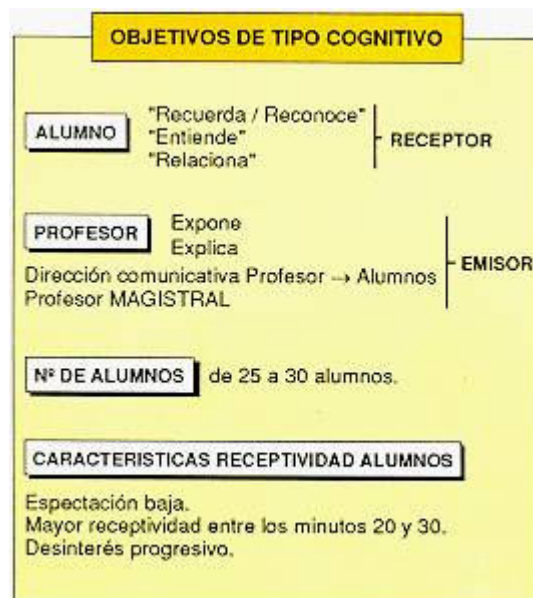 OBJETIVOS DE TIPO COGNITIVO
ALUMNO
"Recuerda / Reconoce"
"Entiende"
"Relaciona"
RECEPTOR
PROFESOR
Expone
Explica
Dirección comunicativa Profesor → Alumnos
Profesor MAGISTRAL
EMISOR
Nº DE ALUMNOS de 25 a 30 alumnos.
CARACTERISTICAS RECEPTIVIDAD ALUMNOS
Espectación baja.
Mayor receptividad entre los minutos 20 y 30.
Desinterés progresivo.